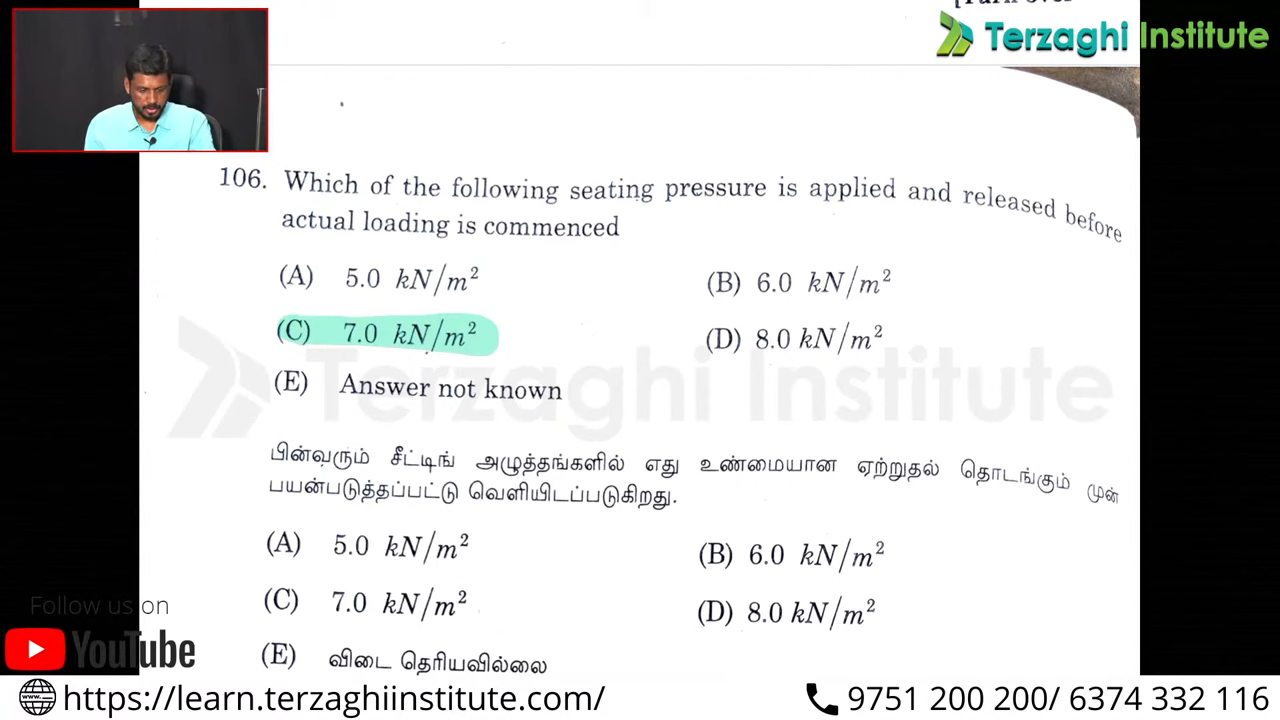 Terzaghi Institute
106. Which of the following seating pressure is applied and released before
actual loading is commenced
(A) 5.0 kN/m² (B) 6.0 kN/m²
(C) 7.0 kN/m² (D) 8.0 kN/m²
(E) Answer not known
Terzaghi Institute
பின்வரும் சீட்டிங் அழுத்தங்களில் எது உண்மையான ஏற்றுதல் தொடங்கும் முன்
பயன்படுத்தப்பட்டு வெளியிடப்படுகிறது.
(A) 5.0 kN/m² (B) 6.0 kN/m²
(C) 7.0 kN/m² (D) 8.0 kN/m²
(E) விடை தெரியவில்லை
Follow us on
YouTube
https://learn.terzaghiinstitute.com/ 9751 200 200/ 6374 332 116